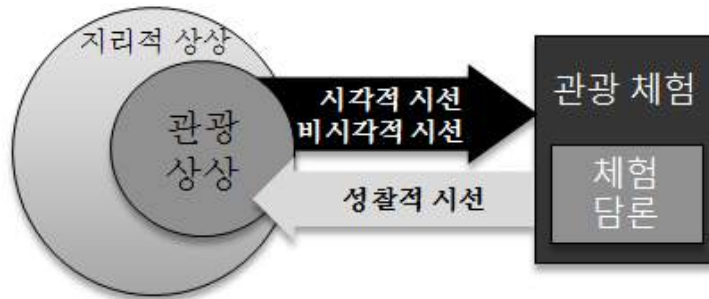 지리적 상상
관광
상상
시각적 시선
비시각적 시선
성찰적 시선
관광 체험
체험
담론